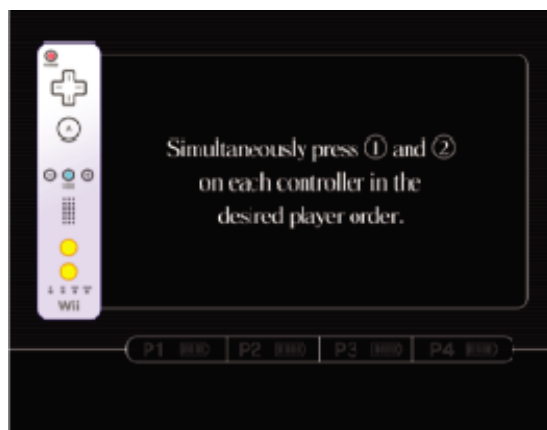 Simultaneously press ① and ②
on each controller in the
desired player order.
A
Wii
P1 P2 P3 P4